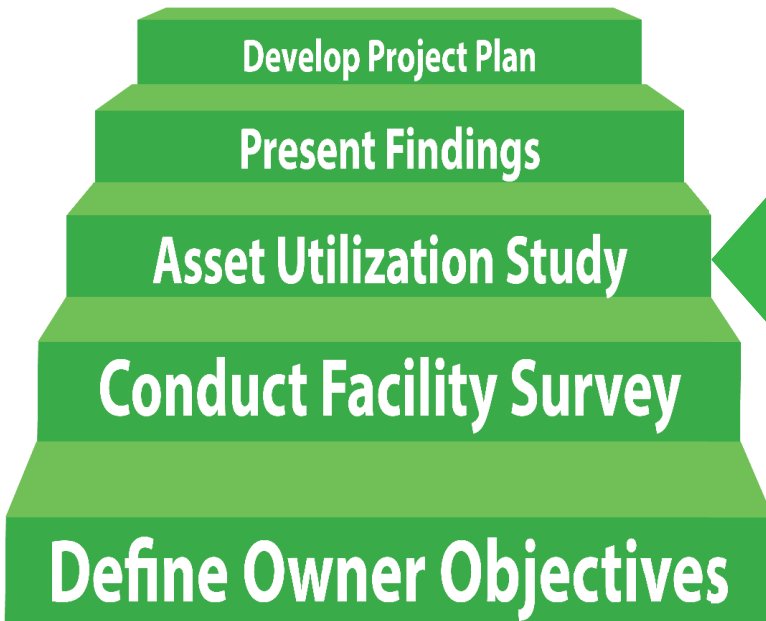 Develop Project Plan
Present Findings
Asset Utilization Study
Conduct Facility Survey
Define Owner Objectives